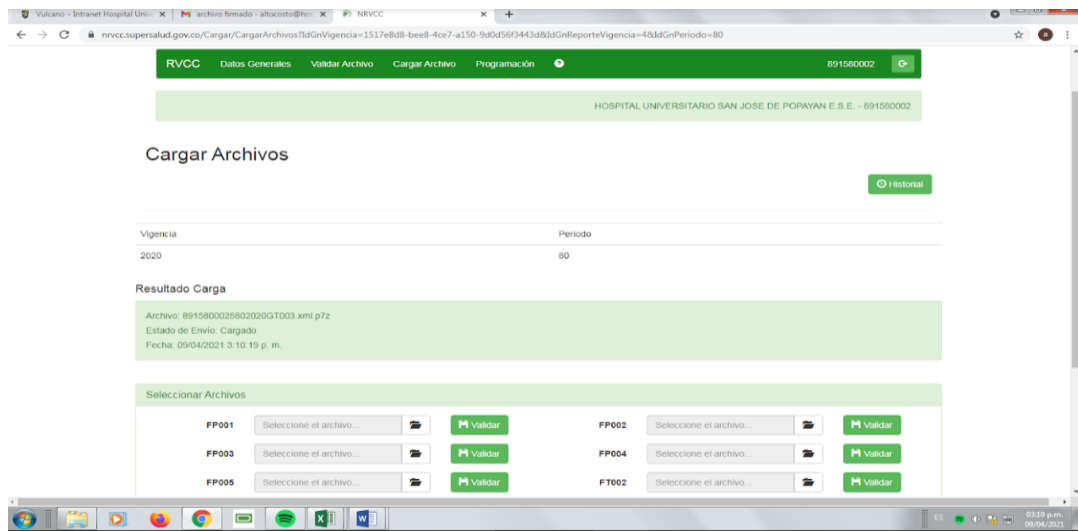 Vulcano – Intranet Hospital Univ
archivo firmado - altocosto@hos
NRVCC
nrvcc.supersalud.gov.co/Cargar/CargarArchivos?IdGnVigencia=1517e8d8-bee8-4ce7-a150-9d0d56f3443d&IdGnReporteVigencia=4&IdGnPeriodo=80
RVCC Datos Generales Validar Archivo Cargar Archivo Programación 891580002
HOSPITAL UNIVERSITARIO SAN JOSE DE POPAYAN E.S.E. - 891580002
Cargar Archivos
Historial
Vigencia Periodo
2020 80
Resultado Carga
Archivo: 8915800025802020GT003.xml.p7z
Estado de Envío: Cargado
Fecha: 09/04/2021 3:10:19 p. m.
Seleccionar Archivos
FP001 Seleccione el archivo... Validar FP002 Seleccione el archivo... Validar
FP003 Seleccione el archivo... Validar FP004 Seleccione el archivo... Validar
FP005 Seleccione el archivo... Validar FT002 Seleccione el archivo... Validar
ES 03:10 p.m.
09/04/2021